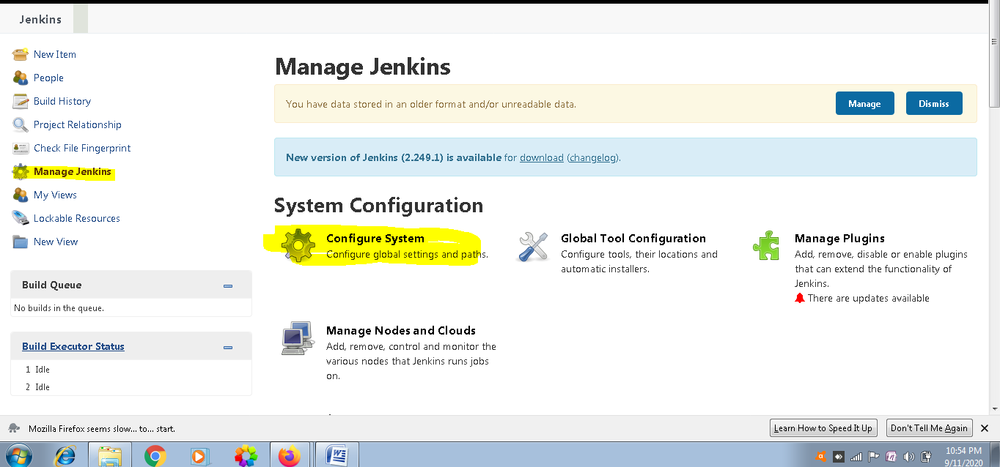 Jenkins
New Item
People
Build History
Project Relationship
Check File Fingerprint
Manage Jenkins
My Views
Lockable Resources
New View
Build Queue
No builds in the queue.
Build Executor Status
1 Idle
2 Idle
Manage Jenkins
You have data stored in an older format and/or unreadable data.
Manage
Dismiss
New version of Jenkins (2.249.1) is available for download (changelog).
System Configuration
Configure System
Configure global settings and paths.
Global Tool Configuration
Configure tools, their locations and
automatic installers.
Manage Plugins
Add, remove, disable or enable plugins
that can extend the functionality of
Jenkins.
There are updates available
Manage Nodes and Clouds
Add, remove, control and monitor the
various nodes that Jenkins runs jobs
on.
Mozilla Firefox seems slow... to... start.
Learn How to Speed It Up
Don't Tell Me Again
10:54 PM
9/11/2020